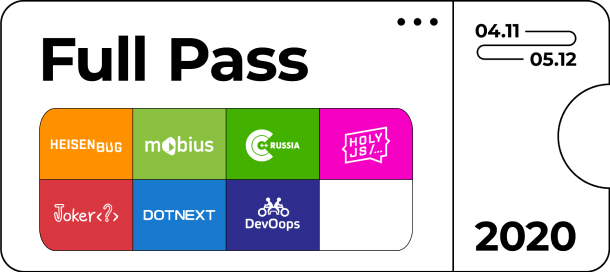 Full Pass
HEISENBUG
mobius
C++ RUSSIA
HOLY
JS/...
Joker<?>
DOTNEXT
DevOops
04.11
05.12
2020